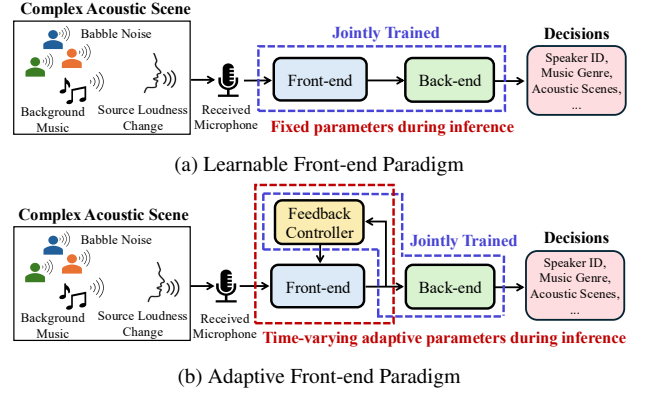 Complex Acoustic Scene
Babble Noise
Background
Music
Source Loudness
Change
Received
Microphone
Jointly Trained
Front-end
Back-end
Fixed parameters during inference
Decisions
Speaker ID,
Music Genre,
Acoustic Scenes,
...
(a) Learnable Front-end Paradigm
Complex Acoustic Scene
Babble Noise
Background
Music
Source Loudness
Change
Received
Microphone
Feedback
Controller
Jointly Trained
Front-end
Back-end
Time-varying adaptive parameters during inference
Decisions
Speaker ID,
Music Genre,
Acoustic Scenes,
...
(b) Adaptive Front-end Paradigm